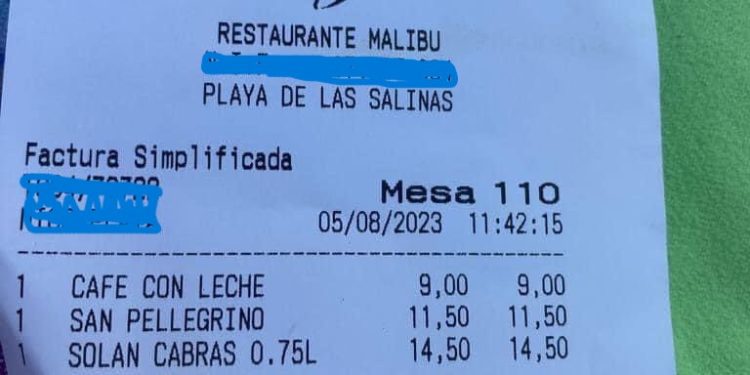 RESTAURANTE MALIBU
PLAYA DE LAS SALINAS
Factura Simplificada
Mesa 110
05/08/2023 11:42:15
1 CAFE CON LECHE 9,00 9,00
1 SAN PELLEGRINO 11,50 11,50
1 SOLAN CABRAS 0.75L 14,50 14,50